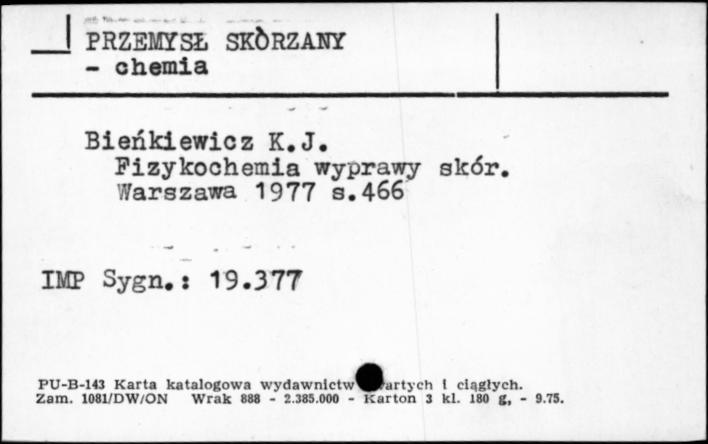 PRZEMYSŁ SKÒRZANY
- chemia
Bieńkiewicz K.J.
Fizykochemia wyprawy skór.
Warszawa 1977 s.466
IMP Sygn.: 19.377
PU-B-143 Karta katalogowa wydawnictw i ciągłych.
Zam. 1081/DW/ON Wrak 888 - 2.385.000 - Karton 3 kl. 180 g, - 9.75.